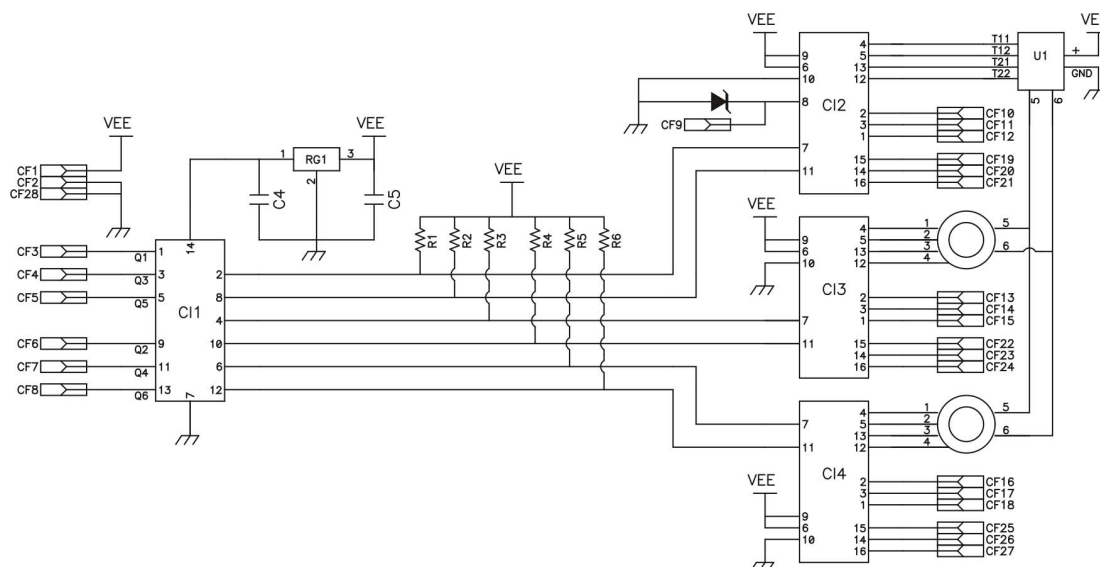 VEE
CF1
CF2
CF28
VEE
1 RG1 3
2
C4
C5
14
CF3 Q1 1
CF4 Q3 3
CF5 Q5 5
CF6 Q2 9
CF7 Q4 11
CF8 Q6 13
CI1
7
2
8
4
10
6
12
VEE
R1
R2
R3
R4
R5
R6
VEE
9
6
10
8
CF9
7
11
CI2
4 T11
5 T12
13 T21
12 T22
U1
+
VE
GND
5
6
2 CF10
3 CF11
1 CF12
15 CF19
14 CF20
16 CF21
VEE
9
6
10
CI3
7
11
4 1
5 2
13 3
12 4
5
6
2 CF13
3 CF14
1 CF15
15 CF22
14 CF23
16 CF24
7
11
CI4
VEE
9
6
10
4 1
5 2
13 3
12 4
5
6
2 CF16
3 CF17
1 CF18
15 CF25
14 CF26
16 CF27